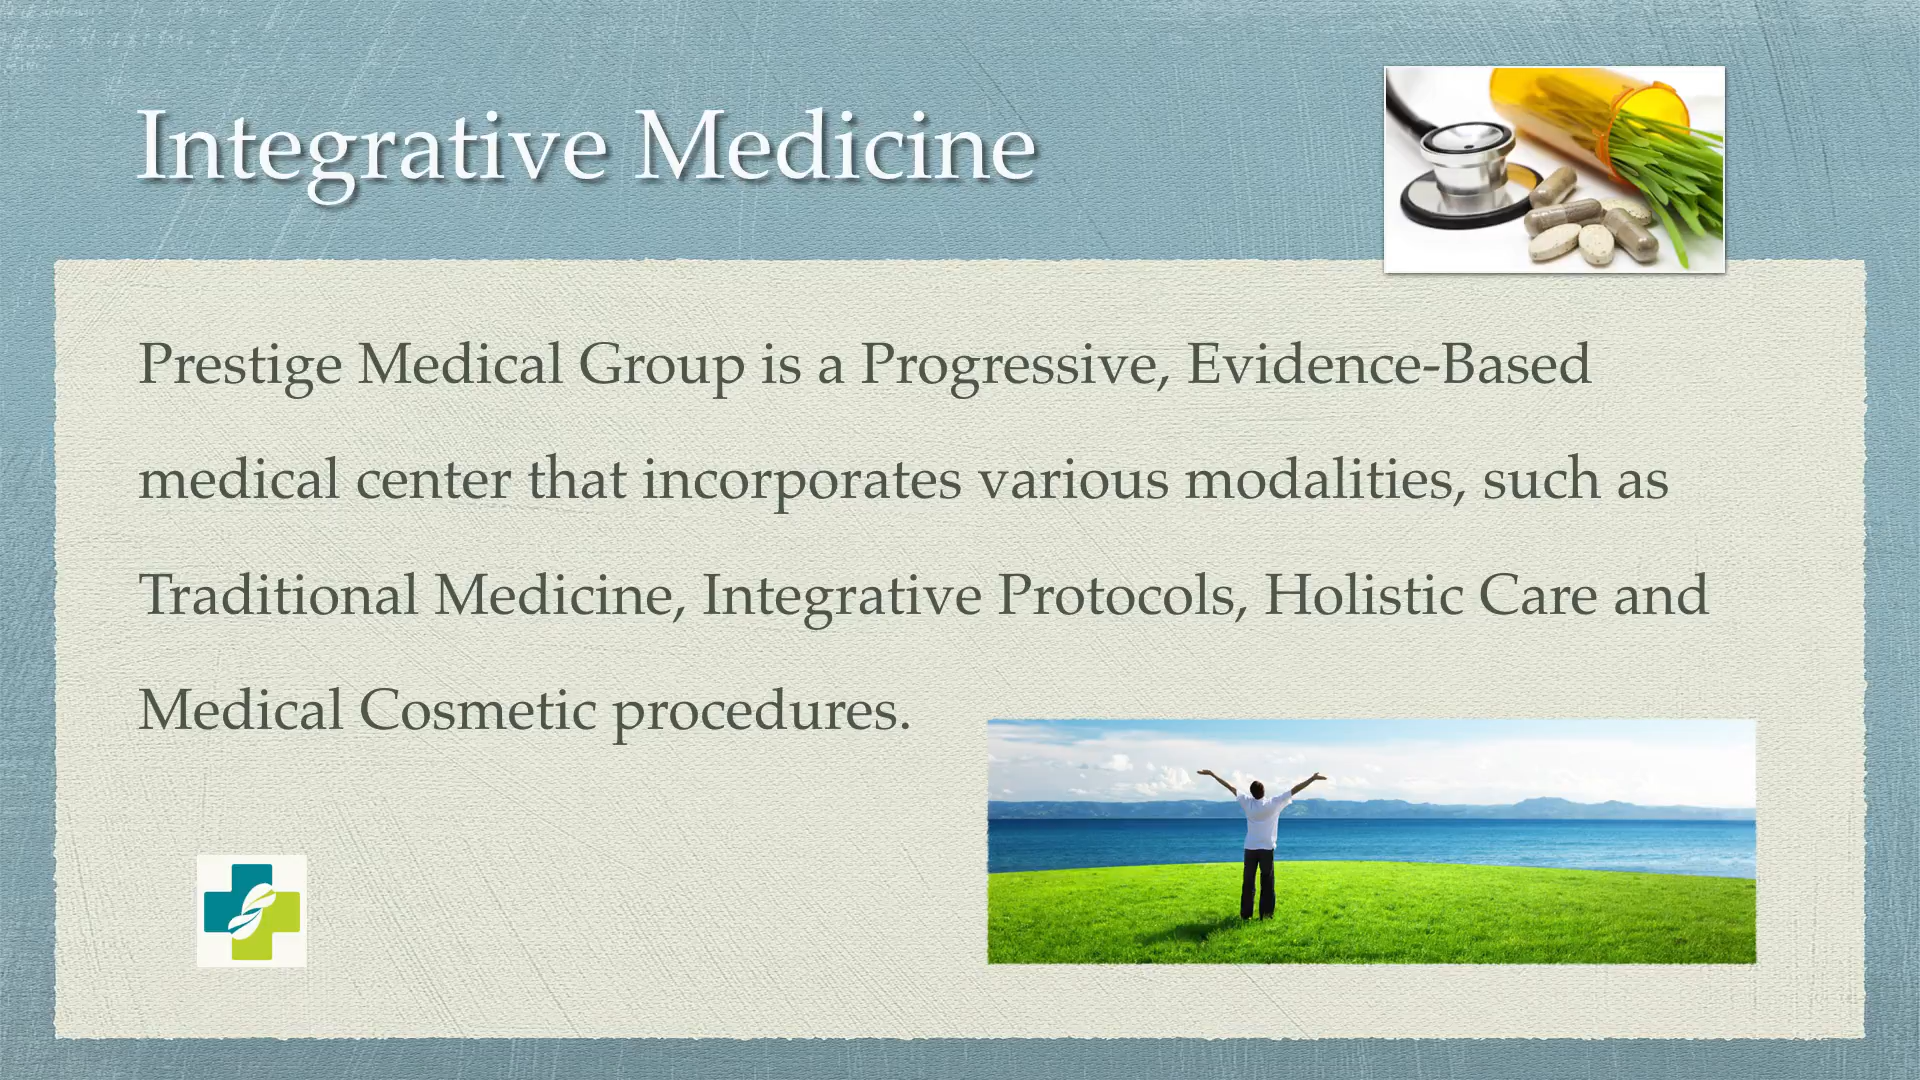 Integrative Medicine
Prestige Medical Group is a Progressive, Evidence-Based
medical center that incorporates various modalities, such as
Traditional Medicine, Integrative Protocols, Holistic Care and
Medical Cosmetic procedures.